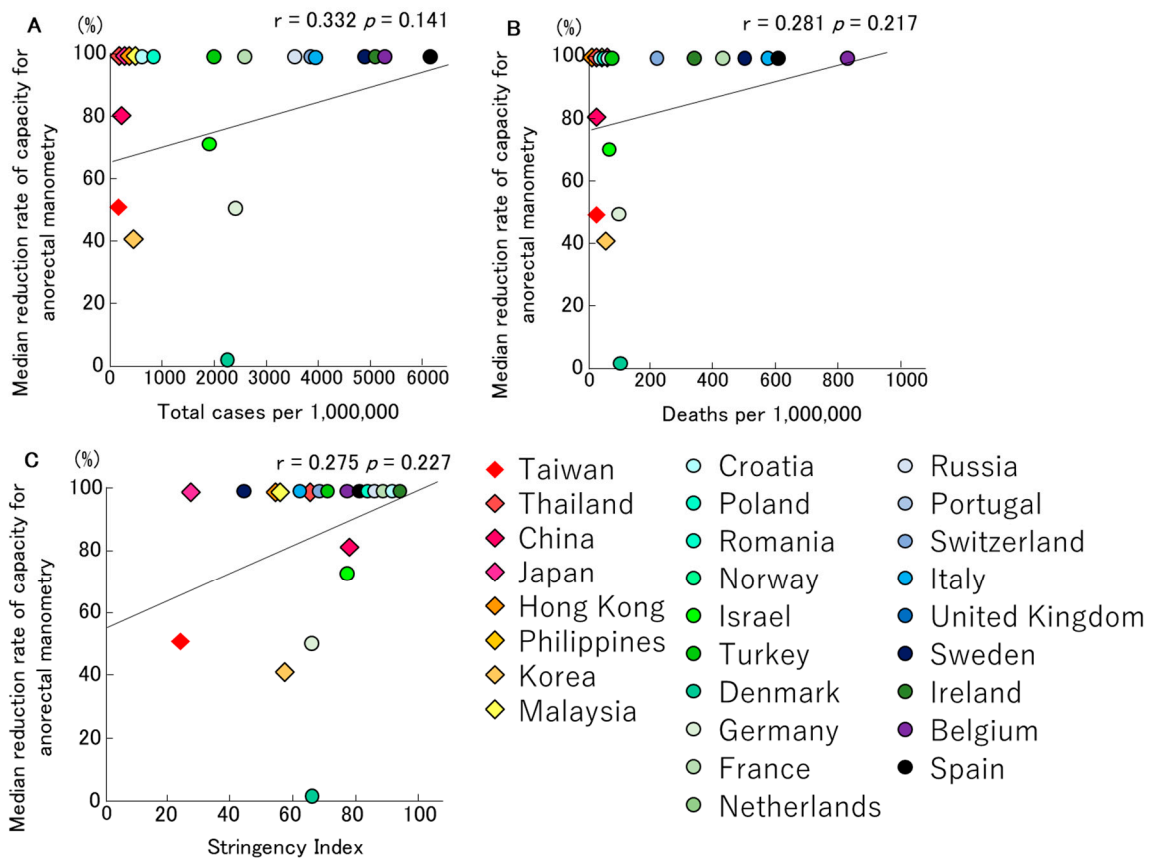 A
(%)
r = 0.332 p = 0.141
100
80
60
40
20
0
0 1000 2000 3000 4000 5000 6000
Total cases per 1,000,000
Median reduction rate of capacity for
anorectal manometry
B
(%)
r = 0.281 p = 0.217
100
80
60
40
20
0
0 200 400 600 800 1000
Deaths per 1,000,000
Median reduction rate of capacity for
anorectal manometry
C
(%)
r = 0.275 p = 0.227
100
80
60
40
20
0
0 20 40 60 80 100
Stringency Index
Median reduction rate of capacity for
anorectal manometry
Taiwan
Thailand
China
Japan
Hong Kong
Philippines
Korea
Malaysia
Croatia
Poland
Romania
Norway
Israel
Turkey
Denmark
Germany
France
Netherlands
Russia
Portugal
Switzerland
Italy
United Kingdom
Sweden
Ireland
Belgium
Spain